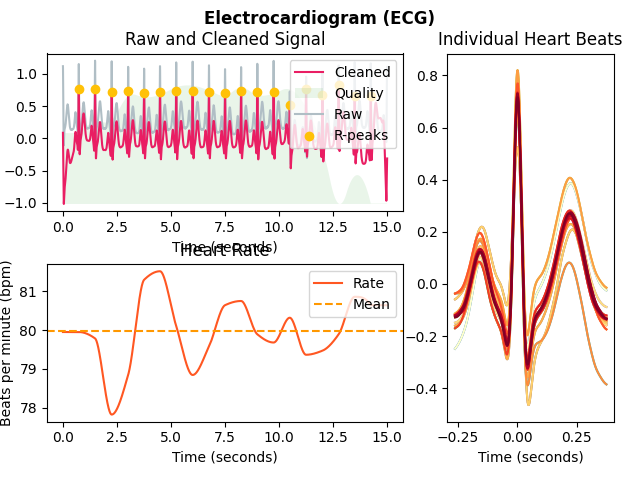 Electrocardiogram (ECG)
Raw and Cleaned Signal
1.0
0.5
0.0
−0.5
−1.0
Cleaned
Quality
Raw
R-peaks
0.0 2.5 5.0 7.5 10.0 12.5 15.0
Time (seconds)
Heart Rate
Beats per minute (bpm)
81
80
79
78
Rate
Mean
0.0 2.5 5.0 7.5 10.0 12.5 15.0
Time (seconds)
Individual Heart Beats
0.8
0.6
0.4
0.2
0.0
−0.2
−0.4
−0.25 0.00 0.25
Time (seconds)